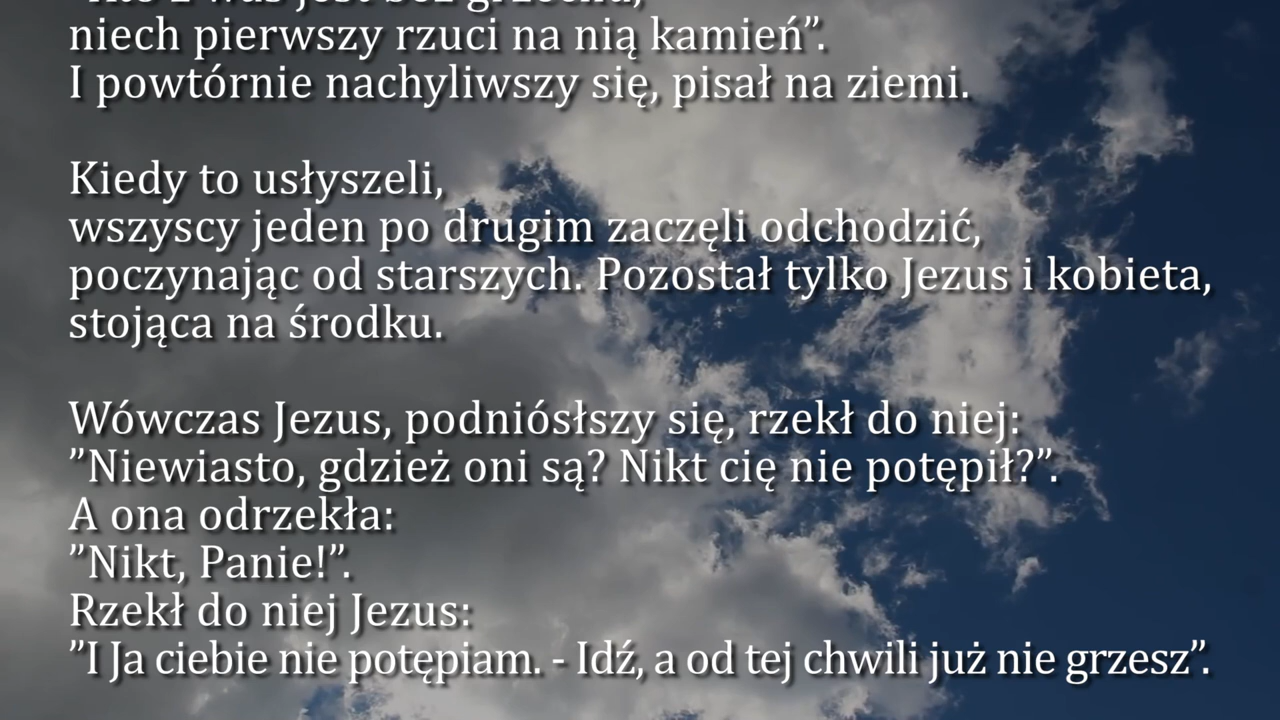 niech pierwszy rzuci na nią kamień”.
I powtórnie nachyliwszy się, pisał na ziemi.
Kiedy to usłyszeli,
wszyscy jeden po drugim zaczęli odchodzić,
poczynając od starszych. Pozostał tylko Jezus i kobieta,
stojąca na środku.
Wówczas Jezus, podniósłszy się, rzekł do niej:
”Niewiasto, gdzież oni są? Nikt cię nie potępił?”.
A ona odrzekła:
”Nikt, Panie!”.
Rzekł do niej Jezus:
”I Ja ciebie nie potępiam. - Idź, a od tej chwili już nie grzesz”.